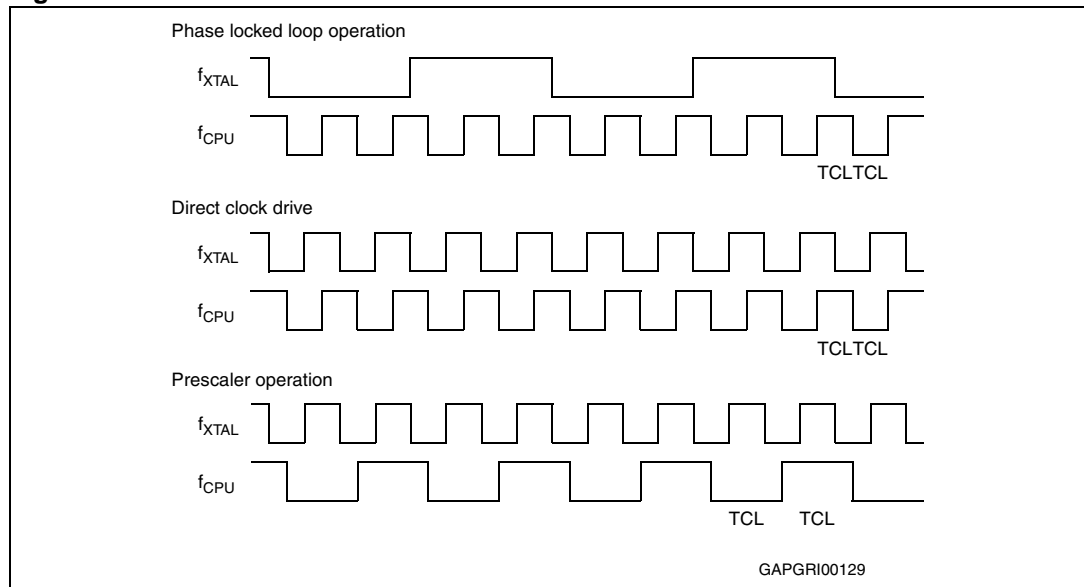 Phase locked loop operation
fXTAL
fCPU
TCLTCL
Direct clock drive
fXTAL
fCPU
TCLTCL
Prescaler operation
fXTAL
fCPU
TCL TCL
GAPGRI00129